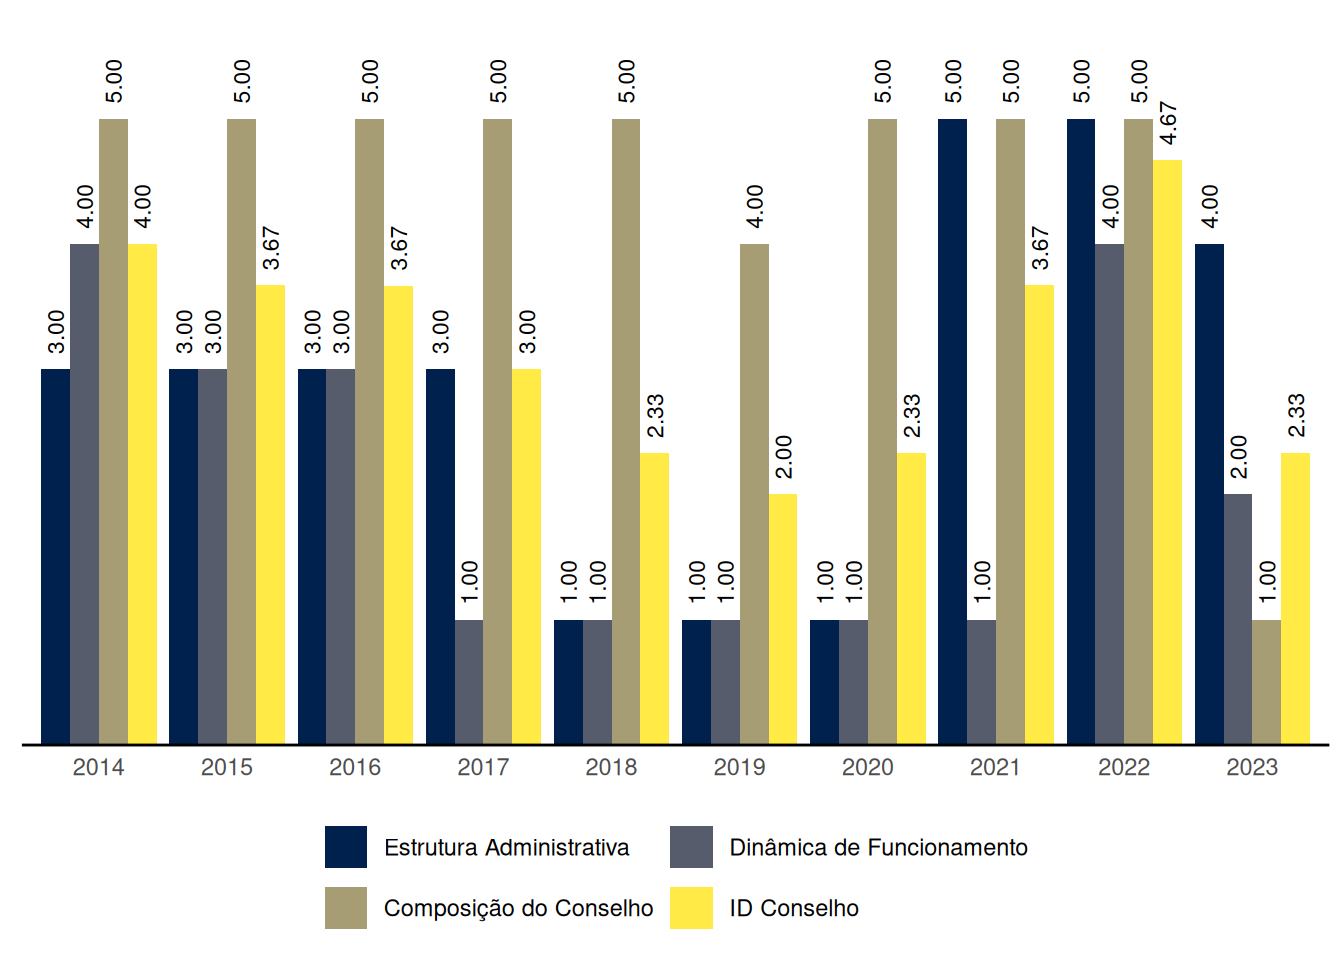 3.00 4.00 5.00 4.00
3.00 3.00 5.00 3.67
3.00 3.00 5.00 3.67
3.00 1.00 5.00 3.00
1.00 1.00 5.00 2.33
1.00 1.00 4.00 2.00
1.00 1.00 5.00 2.33
5.00 1.00 5.00 3.67
5.00 4.00 5.00 4.67
4.00 2.00 1.00 2.33
2014 2015 2016 2017 2018 2019 2020 2021 2022 2023
Estrutura Administrativa Dinâmica de Funcionamento
Composição do Conselho ID Conselho